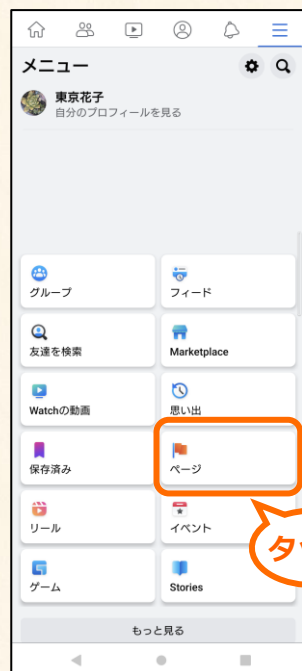 メニュー
東京花子
自分のプロフィールを見る
グループ
フィード
友達を検索
Marketplace
Watchの動画
思い出
保存済み
ページ
リール
イベント
ゲーム
Stories
もっと見る